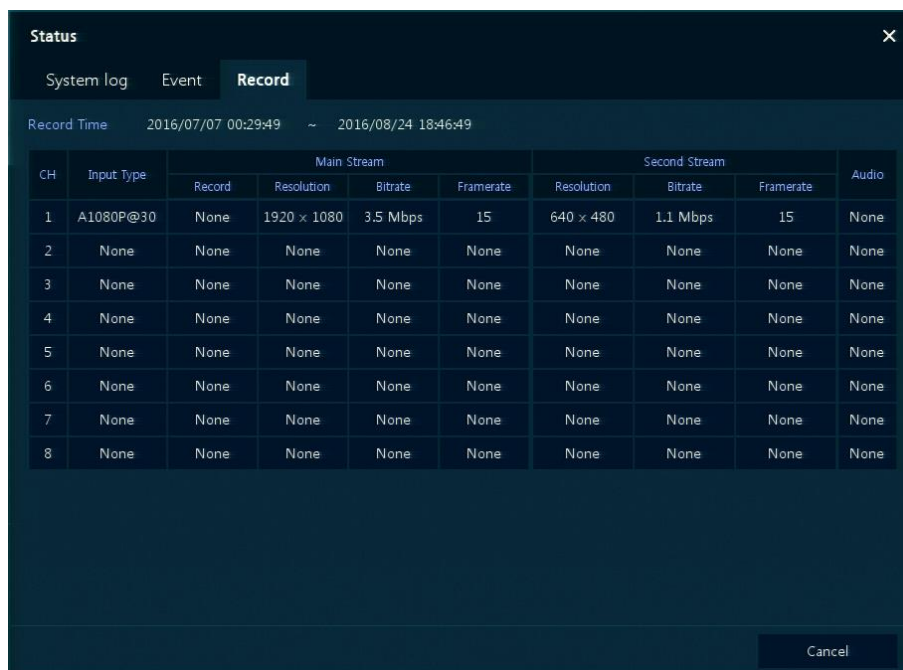 Status
System log Event Record
Record Time 2016/07/07 00:29:49 ~ 2016/08/24 18:46:49
CH Input Type Main Stream Second Stream Audio
Record Resolution Bitrate Framerate Resolution Bitrate Framerate
1 A1080P@30 None 1920 x 1080 3.5 Mbps 15 640 x 480 1.1 Mbps 15 None
2 None None None None None None None None None
3 None None None None None None None None None
4 None None None None None None None None None
5 None None None None None None None None None
6 None None None None None None None None None
7 None None None None None None None None None
8 None None None None None None None None None
Cancel